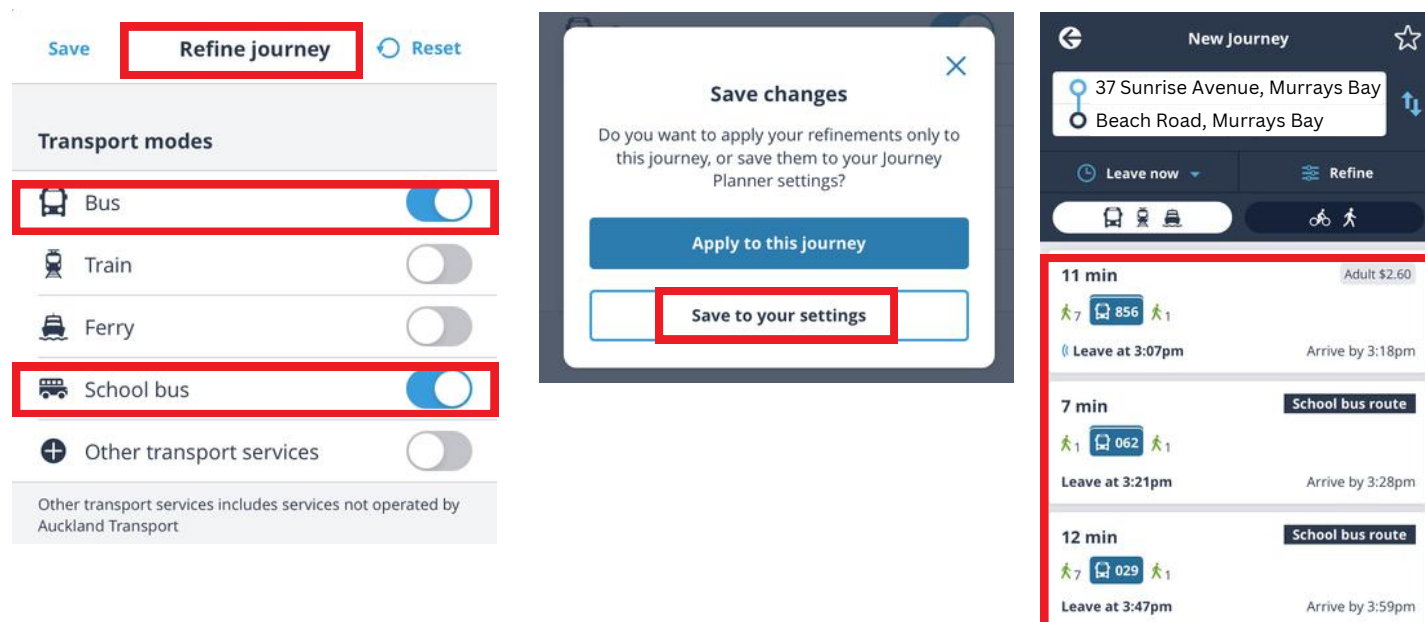 Save Refine journey Reset
Transport modes
Bus
Train
Ferry
School bus
Other transport services
Other transport services includes services not operated by
Auckland Transport
Save changes
Do you want to apply your refinements only to
this journey, or save them to your Journey
Planner settings?
Apply to this journey
Save to your settings
New Journey
37 Sunrise Avenue, Murrays Bay
Beach Road, Murrays Bay
Leave now Refine
11 min Adult $2.60
7 856 1
Leave at 3:07pm Arrive by 3:18pm
7 min School bus route
1 062 1
Leave at 3:21pm Arrive by 3:28pm
12 min School bus route
7 029 1
Leave at 3:47pm Arrive by 3:59pm